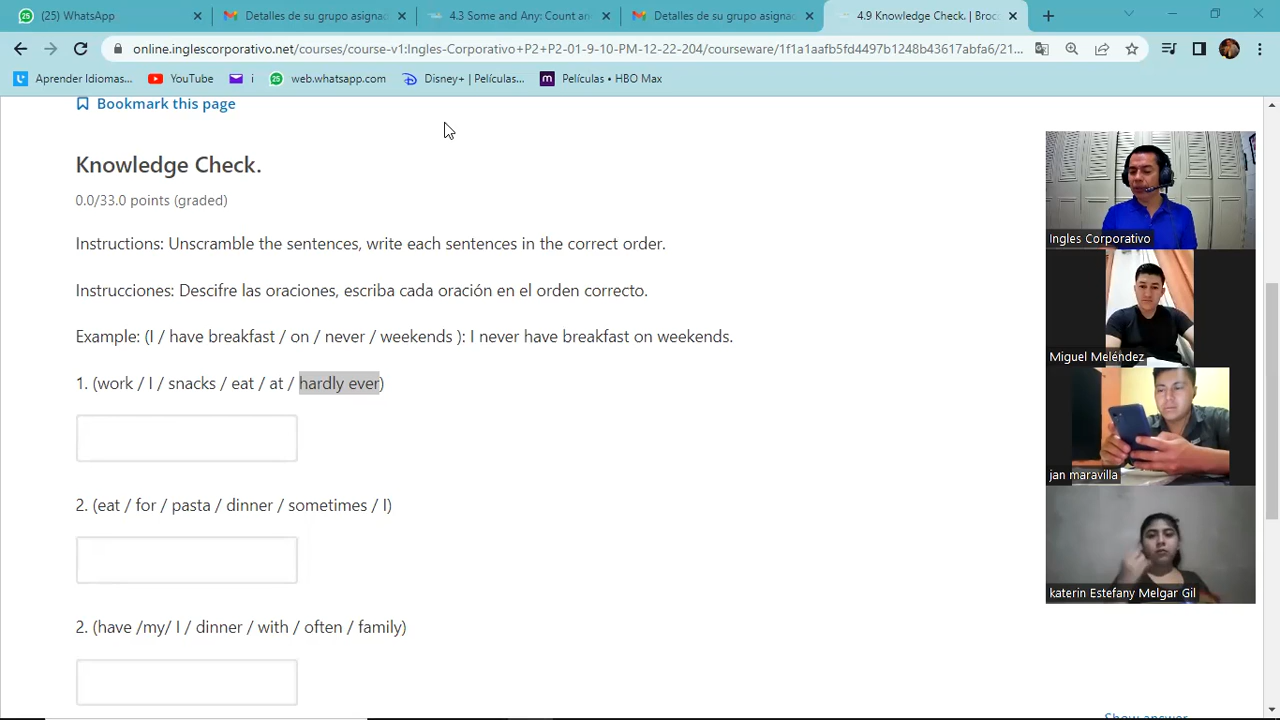 (25) WhatsApp
Detalles de su grupo asignad
4.3 Some and Any: Count an
Detalles de su grupo asignad
4.9 Knowledge Check. | Broc
online.inglescorporativo.net/courses/course-v1:Ingles-Corporativo+P2+P2-01-9-10-PM-12-22-204/courseware/1f1a1aafb5fd4497b1248b43617abfa6/21...
Aprender Idiomas...
YouTube
i
25
web.whatsapp.com
Disney+ | Películas,...
m
Películas • HBO Max
Bookmark this page
Knowledge Check.
0.0/33.0 points (graded)
Instructions: Unscramble the sentences, write each sentences in the correct order.
Instrucciones: Descifre las oraciones, escriba cada oración en el orden correcto.
Example: (I / have breakfast / on / never / weekends ): I never have breakfast on weekends.
1. (work / I / snacks / eat / at / hardly ever)
2. (eat / for / pasta / dinner / sometimes / I)
2. (have /my/ I / dinner / with / often / family)
Show answer
Ingles Corporativo
Miguel Meléndez
jan maravilla
katerin Estefany Melgar Gil